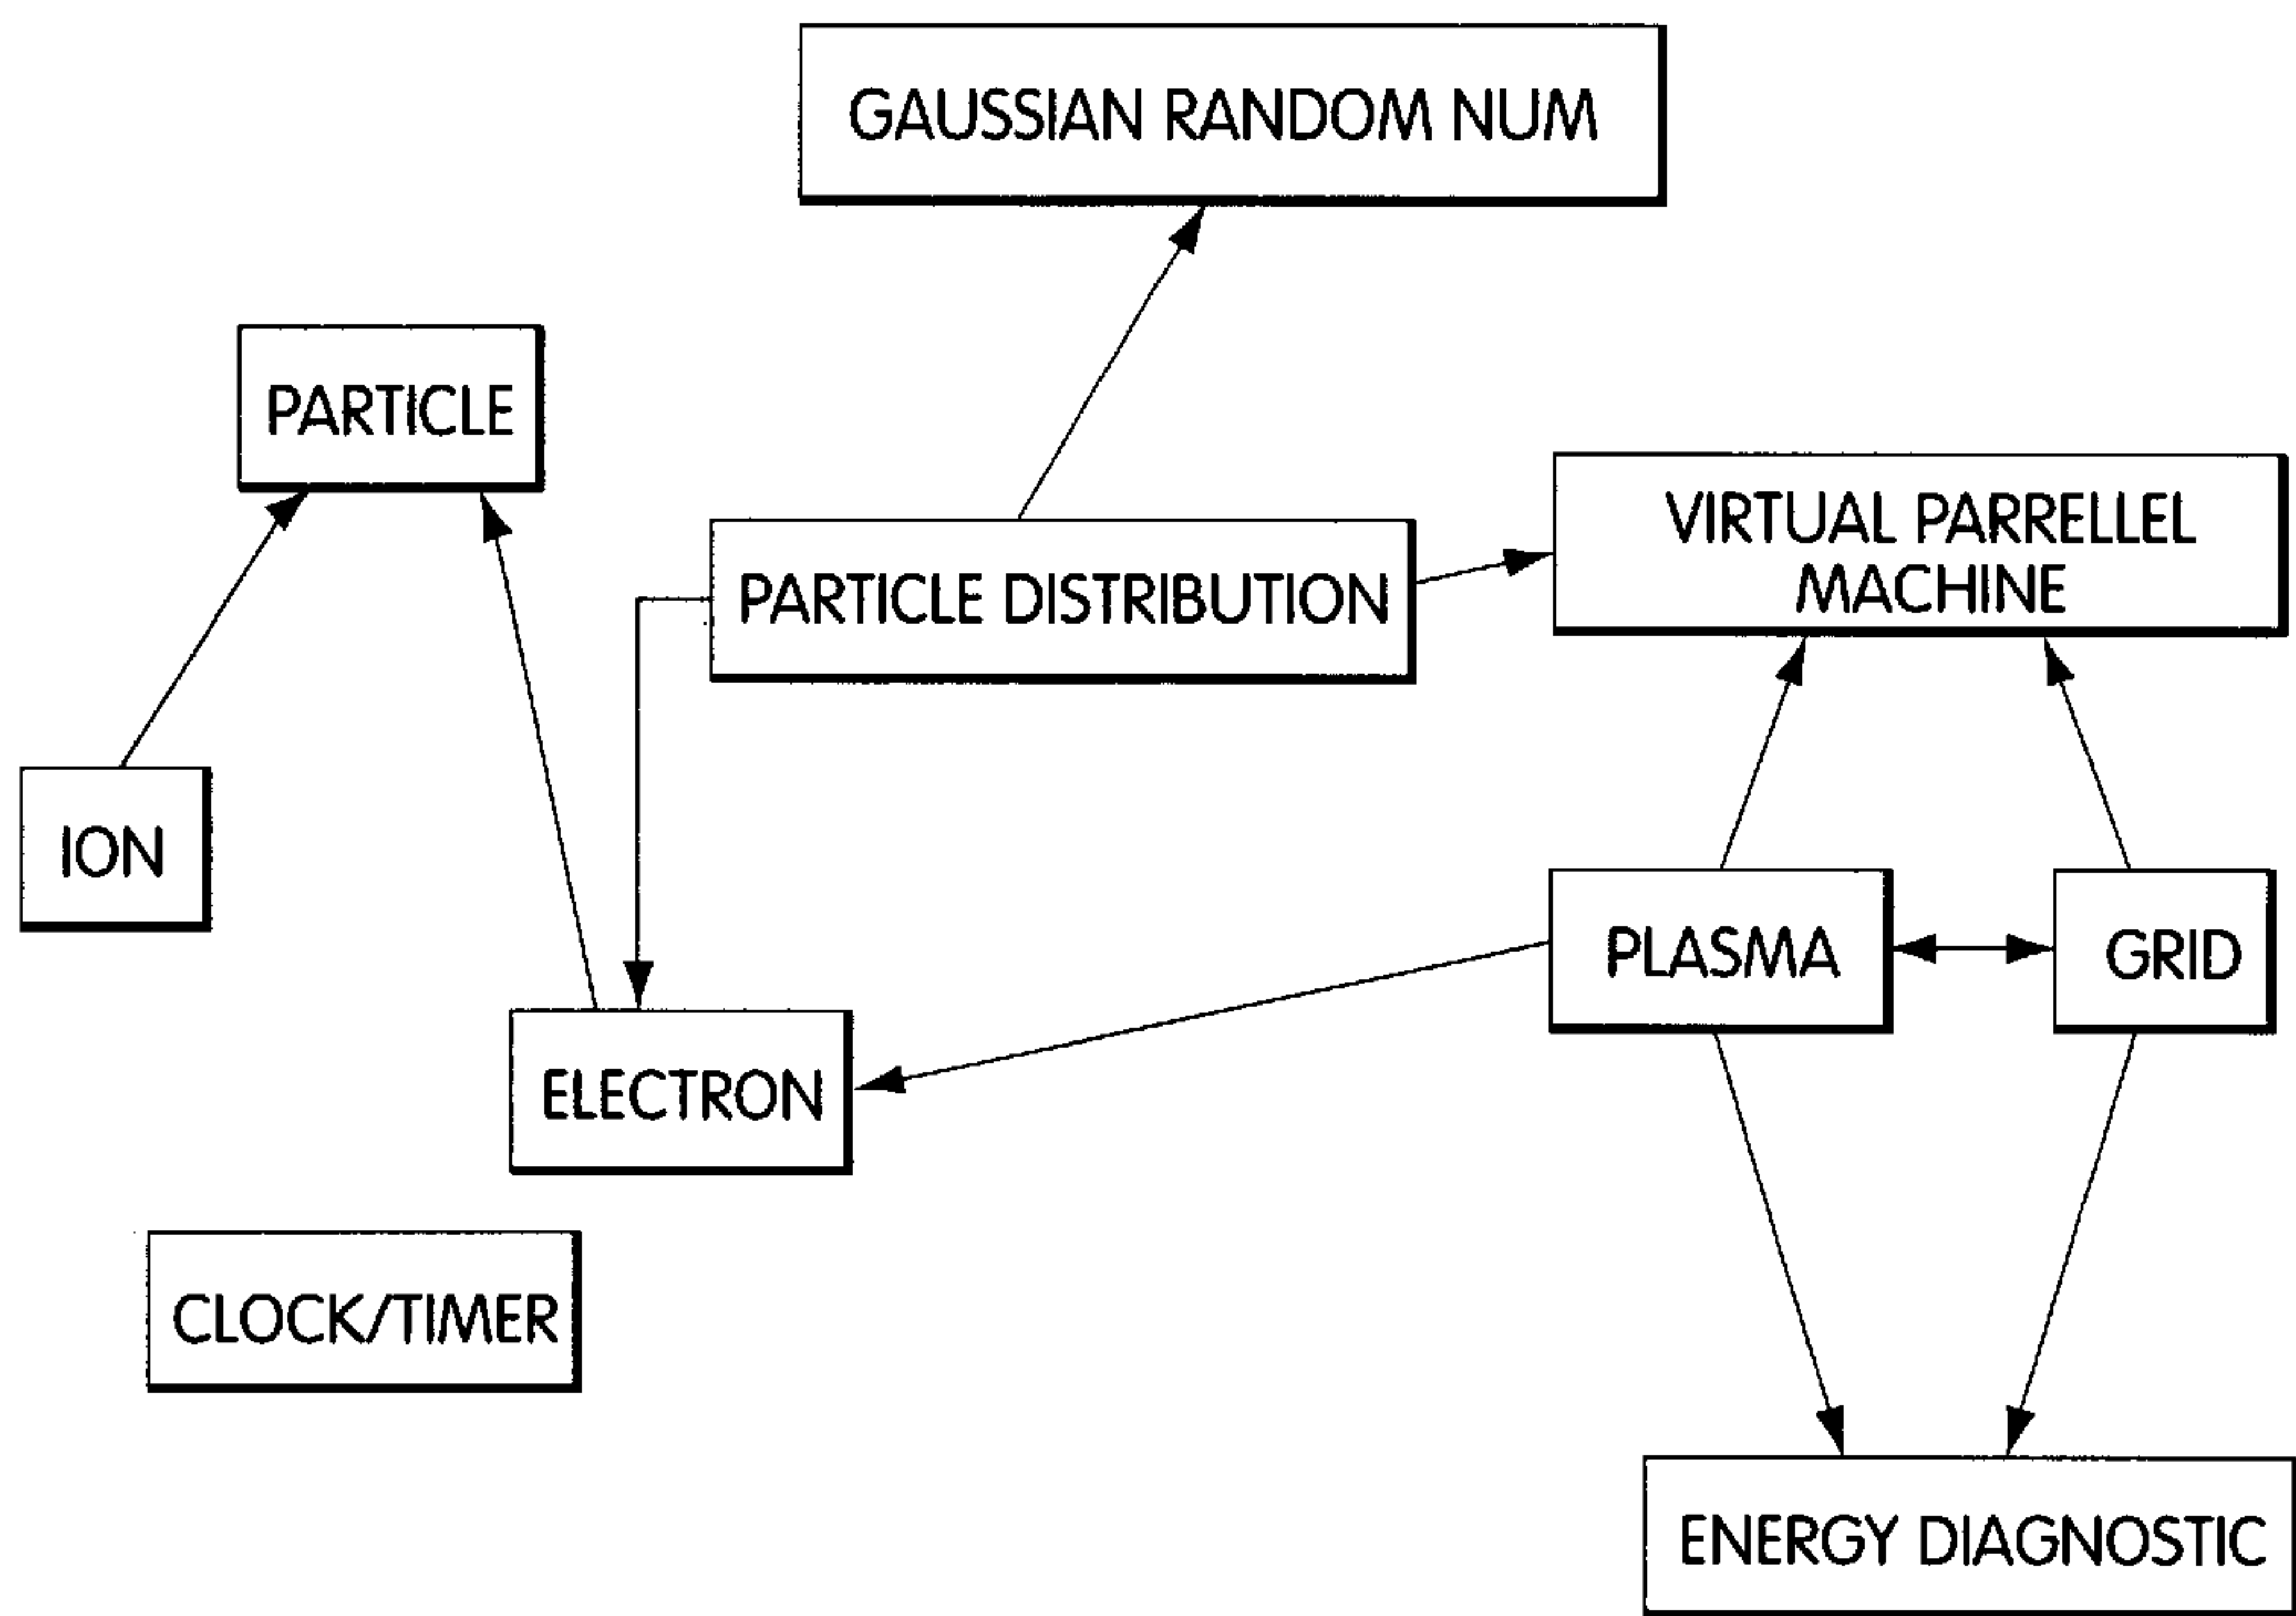 GAUSSIAN RANDOM NUM
PARTICLE
VIRTUAL PARRELLEL
MACHINE
PARTICLE DISTRIBUTION
ION
PLASMA
GRID
ELECTRON
CLOCK/TIMER
ENERGY DIAGNOSTIC